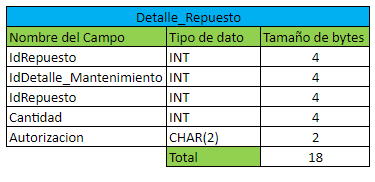 Detalle_Repuesto
Nombre del Campo Tipo de dato Tamaño de bytes
IdRepuesto INT 4
IdDetalle_Mantenimiento INT 4
IdRepuesto INT 4
Cantidad INT 4
Autorizacion CHAR(2) 2
Total 18